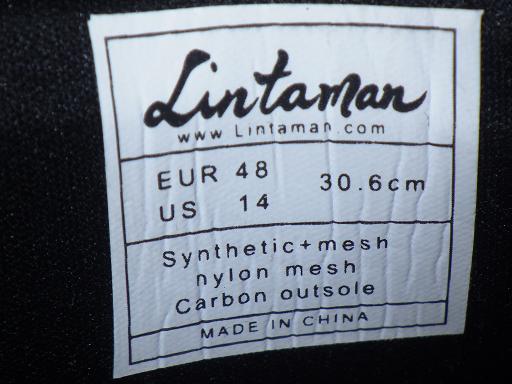 Lintaman
www Lintaman.com
EUR 48 30.6cm
US 14
Synthetic+mesh
nylon mesh
Carbon outsole
MADE IN CHINA